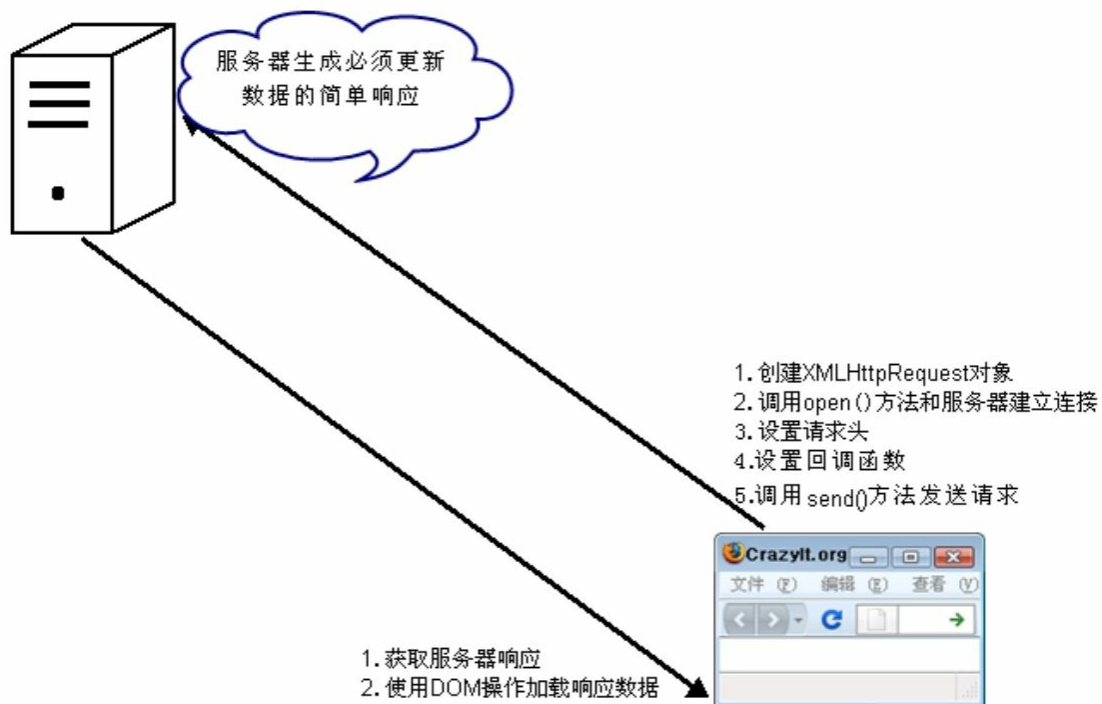 服务器生成必须更新
数据的简单响应
1.创建XMLHttpRequest对象
2.调用open()方法和服务器建立连接
3.设置请求头
4.设置回调函数
5.调用send()方法发送请求
CrazyIt.org
文件 (F) 编辑 (E) 查看 (V)
1.获取服务器响应
2.使用DOM操作加载响应数据